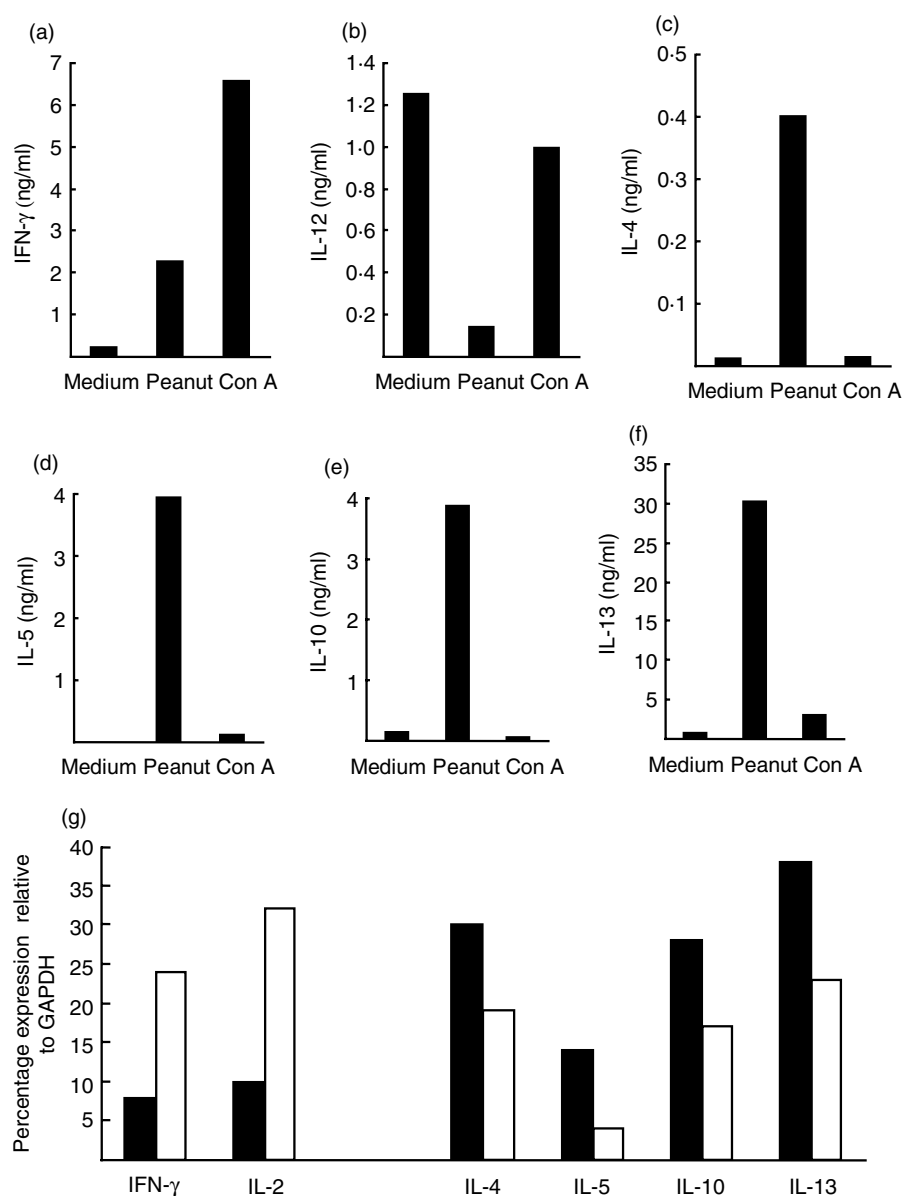 (a)
IFN-γ (ng/ml)
7
6
5
4
3
2
1
Medium Peanut Con A
(b)
IL-12 (ng/ml)
1·4
1·2
1·0
0·8
0·6
0·4
0·2
Medium Peanut Con A
(c)
IL-4 (ng/ml)
0·5
0·4
0·3
0·2
0·1
Medium Peanut Con A
(d)
IL-5 (ng/ml)
4
3
2
1
Medium Peanut Con A
(e)
IL-10 (ng/ml)
4
3
2
1
Medium Peanut Con A
(f)
IL-13 (ng/ml)
35
30
25
20
15
10
5
Medium Peanut Con A
(g)
Percentage expression relative
to GAPDH
40
35
30
25
20
15
10
5
IFN-γ IL-2 IL-4 IL-5 IL-10 IL-13